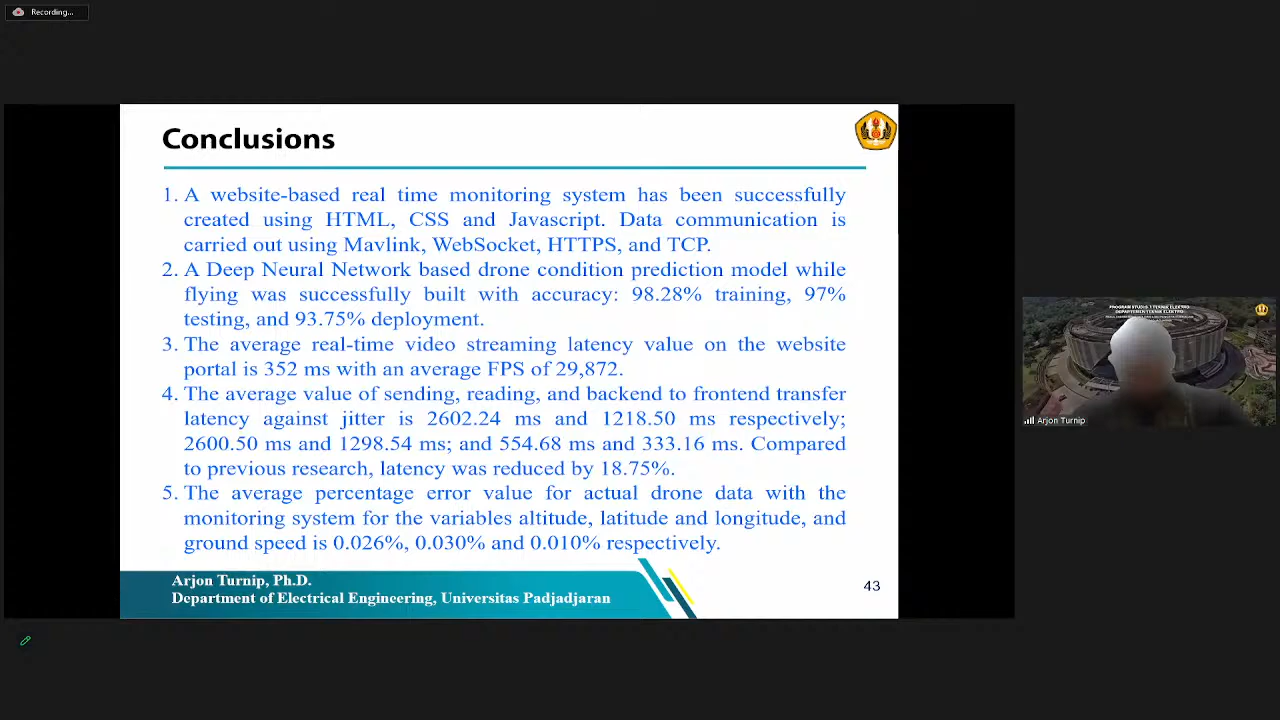 Recording...
Conclusions
1. A website-based real time monitoring system has been successfully
created using HTML, CSS and Javascript. Data communication is
carried out using Mavlink, WebSocket, HTTPS, and TCP.
2. A Deep Neural Network based drone condition prediction model while
flying was successfully built with accuracy: 98.28% training, 97%
testing, and 93.75% deployment.
3. The average real-time video streaming latency value on the website
portal is 352 ms with an average FPS of 29,872.
4. The average value of sending, reading, and backend to frontend transfer
latency against jitter is 2602.24 ms and 1218.50 ms respectively;
2600.50 ms and 1298.54 ms; and 554.68 ms and 333.16 ms. Compared
to previous research, latency was reduced by 18.75%.
5. The average percentage error value for actual drone data with the
monitoring system for the variables altitude, latitude and longitude, and
ground speed is 0.026%, 0.030% and 0.010% respectively.
Arjon Turnip, Ph.D.
Department of Electrical Engineering, Universitas Padjadjaran
43
PROGRAM STUDI S-1 TEKNIK ELEKTRO
DEPARTEMEN TEKNIK ELEKTRO
Arjon Turnip